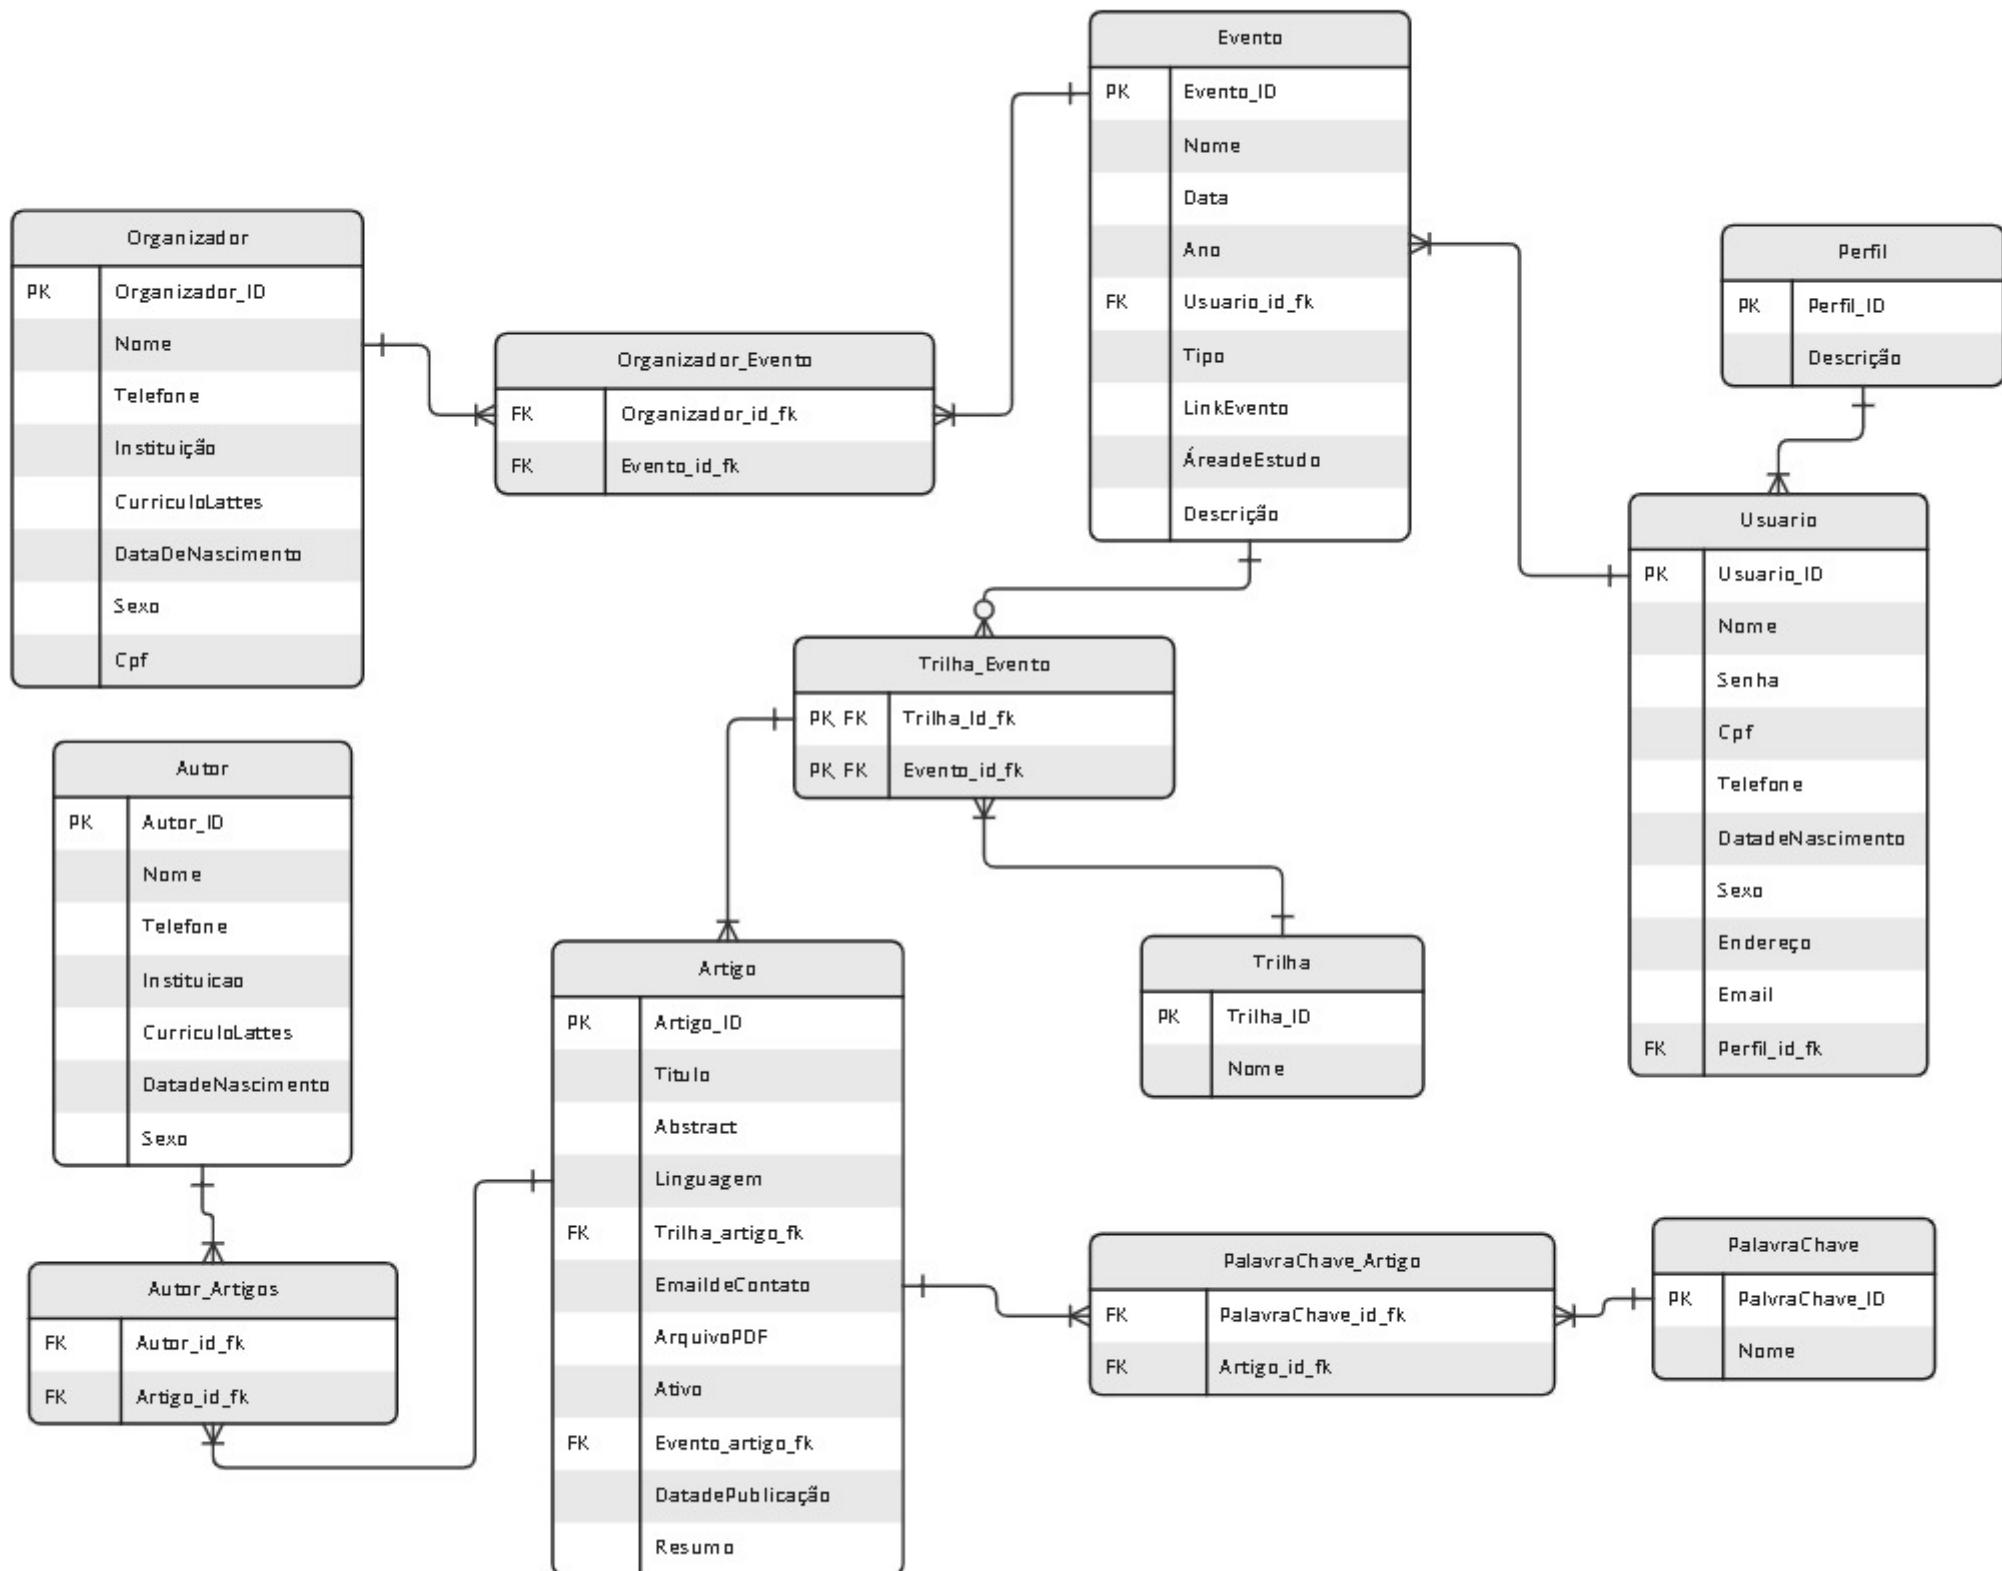 Evento
PK Evento_ID
Nome
Data
Ano
FK Usuario_id_fk
Tipo
LinkEvento
ÁreadeEstudo
Descrição
Organizador
PK Organizador_ID
Nome
Telefone
Instituição
CurriculoLattes
DataDeNascimento
Sexo
Cpf
Organizador_Evento
FK Organizador_id_fk
FK Evento_id_fk
Perfil
PK Perfil_ID
Descrição
Usuario
PK Usuario_ID
Nome
Senha
Cpf
Telefone
DatadeNascimento
Sexo
Endereço
Email
FK Perfil_id_fk
Trilha_Evento
PK, FK Trilha_Id_fk
PK, FK Evento_id_fk
Autor
PK Autor_ID
Nome
Telefone
Instituicao
CurriculoLattes
DatadeNascimento
Sexo
Trilha
PK Trilha_ID
Nome
Artigo
PK Artigo_ID
Titulo
Abstract
Linguagem
FK Trilha_artigo_fk
EmaildeContato
ArquivoPDF
Ativo
FK Evento_artigo_fk
DatadePublicação
Resumo
Autor_Artigos
FK Autor_id_fk
FK Artigo_id_fk
PalavraChave_Artigo
FK PalavraChave_id_fk
FK Artigo_id_fk
PalavraChave
PK PalvraChave_ID
Nome